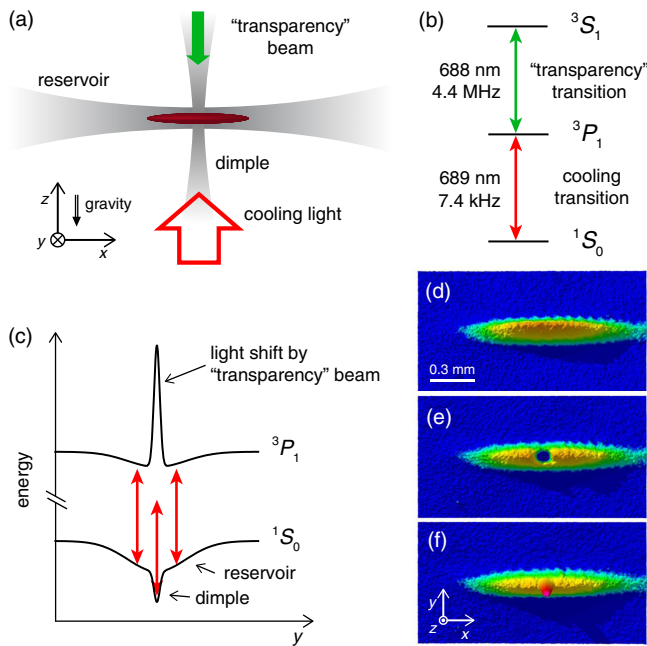 (a)
“transparency”
beam
reservoir
dimple
z
gravity
y
x
cooling light
(b)
³S₁
688 nm
4.4 MHz
“transparency”
transition
³P₁
689 nm
7.4 kHz
cooling
transition
¹S₀
(c)
light shift by
“transparency” beam
³P₁
energy
¹S₀
reservoir
dimple
y
(d)
0.3 mm
(e)
(f)
y
z
x